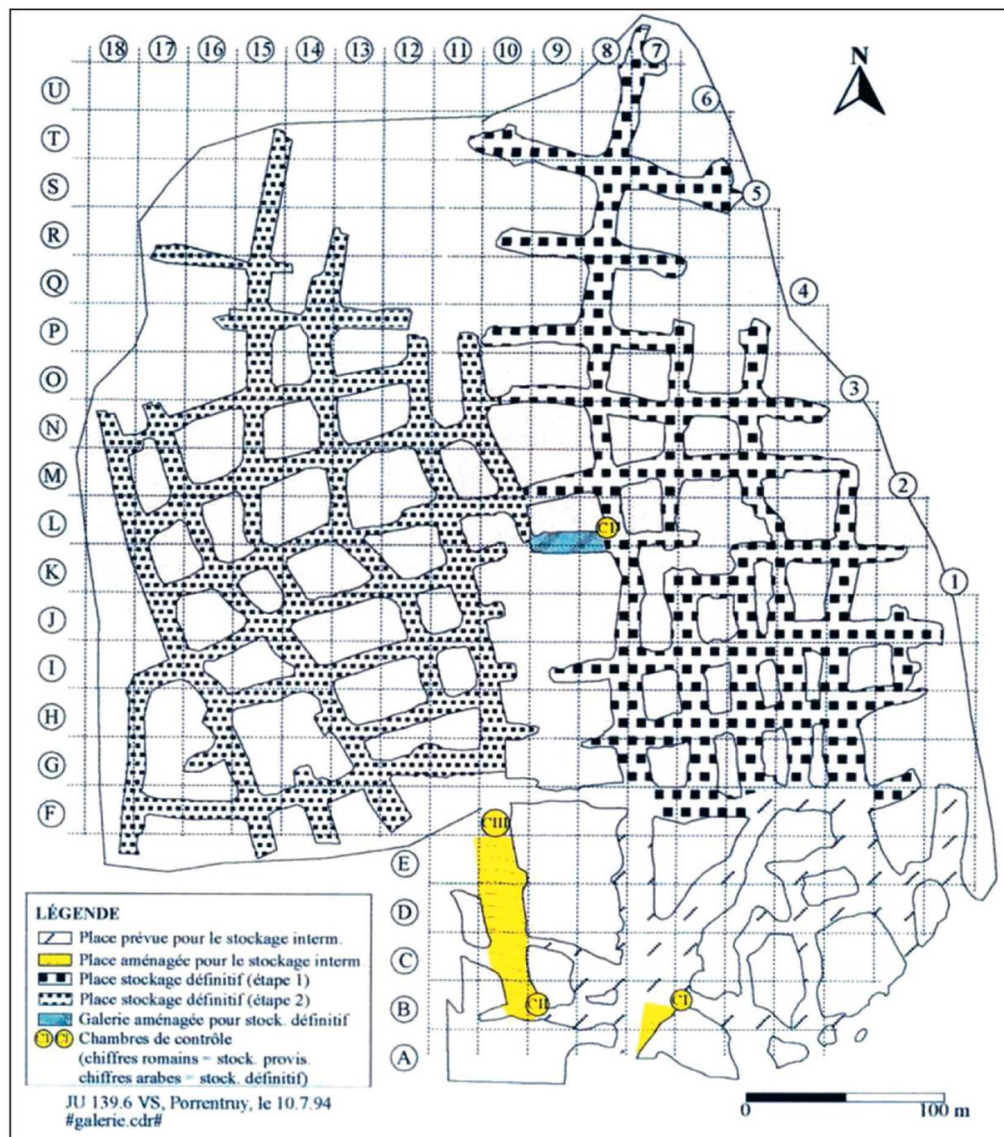 18 17 16 15 14 13 12 11 10 9 8 7
N
U
6
T
S
5
R
Q
4
P
O
3
N
M
2
L
K
1
J
I
H
G
F
CIII
E
D
C
CII
CI
B
A
LÉGENDE
Place prévue pour le stockage interm.
Place aménagée pour le stockage interm
Place stockage définitif (étape 1)
Place stockage définitif (étape 2)
Galerie aménagée pour stock. définitif
Chambres de contrôle
(chiffres romains = stock. provis.
chiffres arabes = stock. définitif)
JU 139.6 VS, Porrentruy, le 10.7.94
#galerie.cdr#
0 100 m